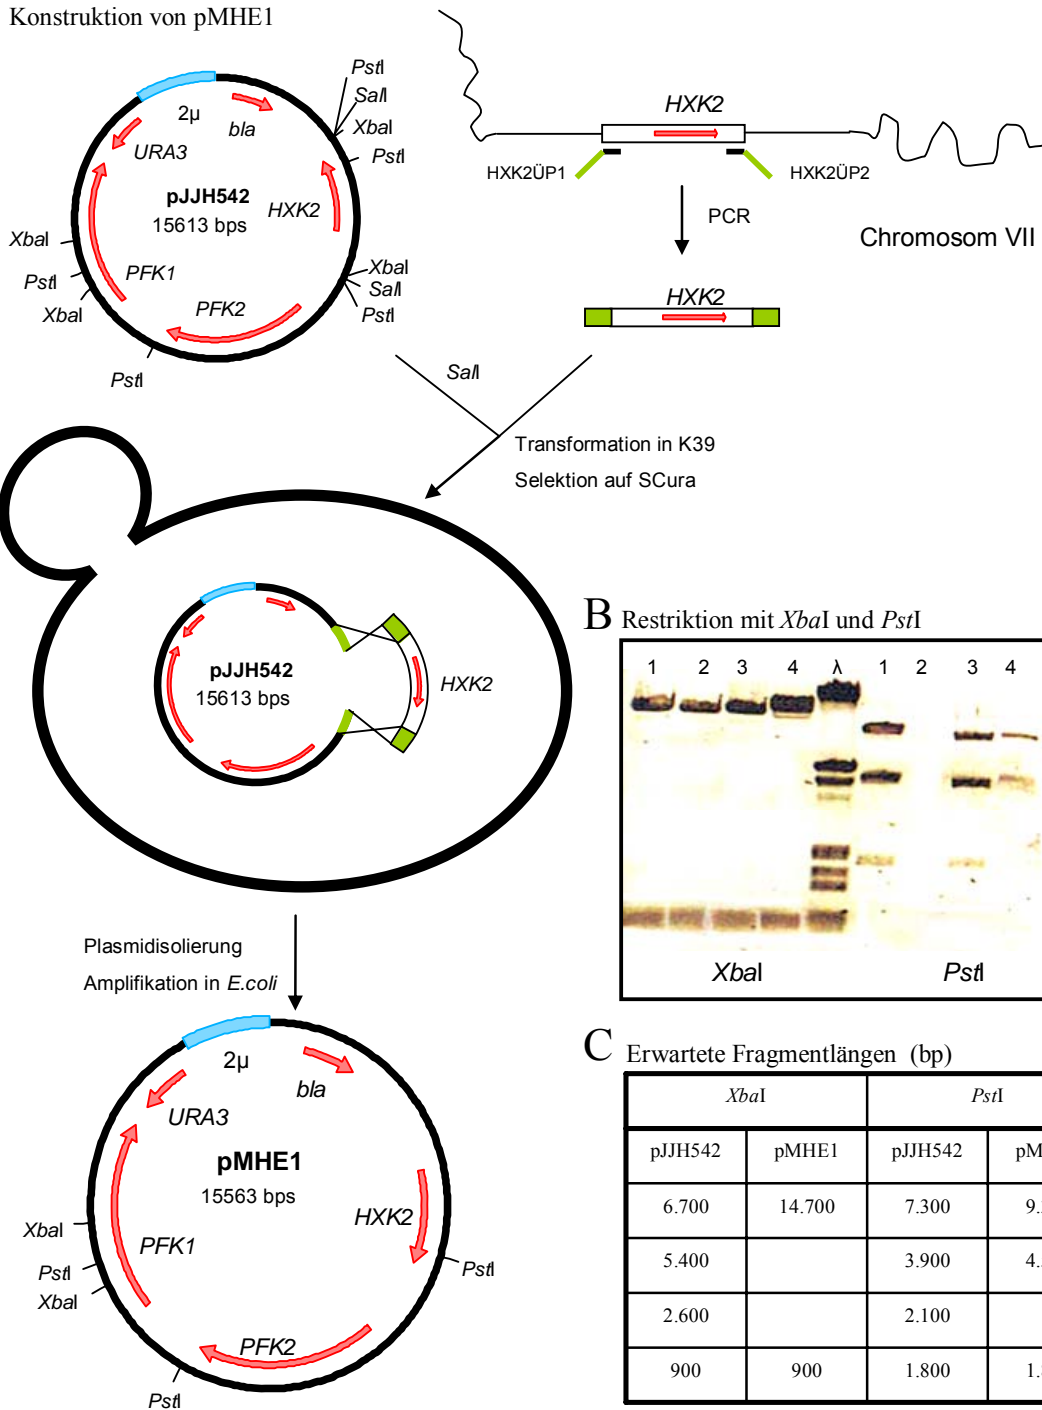 Konstruktion von pMHE1
PstI
SalI
XbaI
PstI
2µ
bla
URA3
pJJH542
15613 bps
HXK2
XbaI
PstI
XbaI
PFK1
PFK2
XbaI
SalI
PstI
PstI
HXK2
HXK2ÜP1
HXK2ÜP2
PCR
Chromosom VII
HXK2
SalI
Transformation in K39
Selektion auf SCura
pJJH542
15613 bps
HXK2
Plasmidisolierung
Amplifikation in E.coli
2µ
bla
URA3
pMHE1
15563 bps
HXK2
XbaI
PstI
XbaI
PFK1
PstI
PFK2
PstI
B Restriktion mit XbaI und PstI
1 2 3 4 λ 1 2 3 4
XbaI PstI
C Erwartete Fragmentlängen (bp)
XbaI PstI
pJJH542 pMHE1 pJJH542
6.700 14.700 7.300
5.400 3.900
2.600 2.100
900 900 1.800